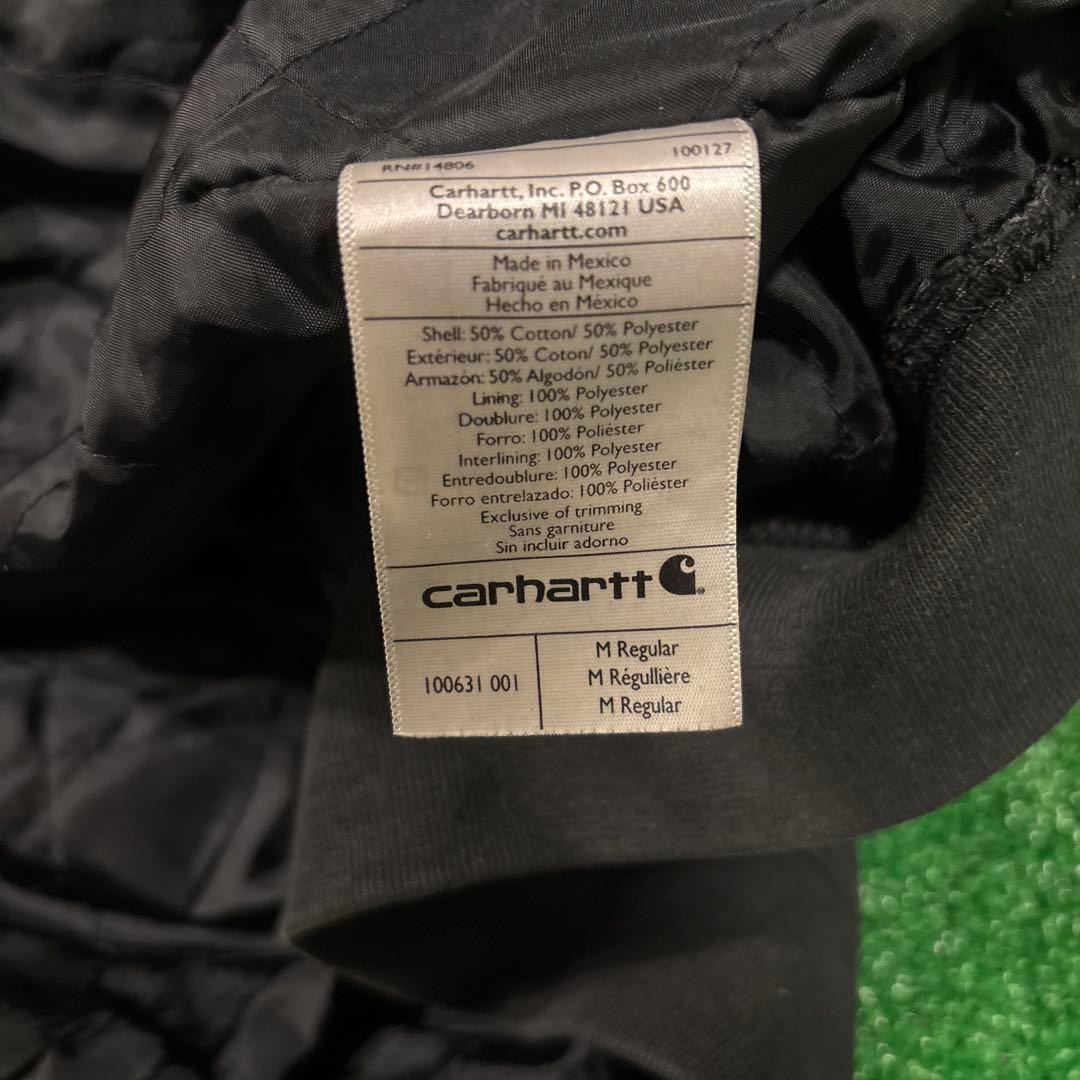 RN#14806 100127
Carhartt, Inc. P.O. Box 600
Dearborn MI 48121 USA
carhartt.com
Made in Mexico
Fabriqué au Mexique
Hecho en México
Shell: 50% Cotton/ 50% Polyester
Extérieur: 50% Coton/ 50% Polyester
Armazón: 50% Algodón/ 50% Poliéster
Lining: 100% Polyester
Doublure: 100% Polyester
Forro: 100% Poliéster
Interlining: 100% Polyester
Entredoublure: 100% Polyester
Forro entrelazado: 100% Poliéster
Exclusive of trimming
Sans garniture
Sin incluir adorno
carhartt
100631 001
M Regular
M Régullière
M Regular